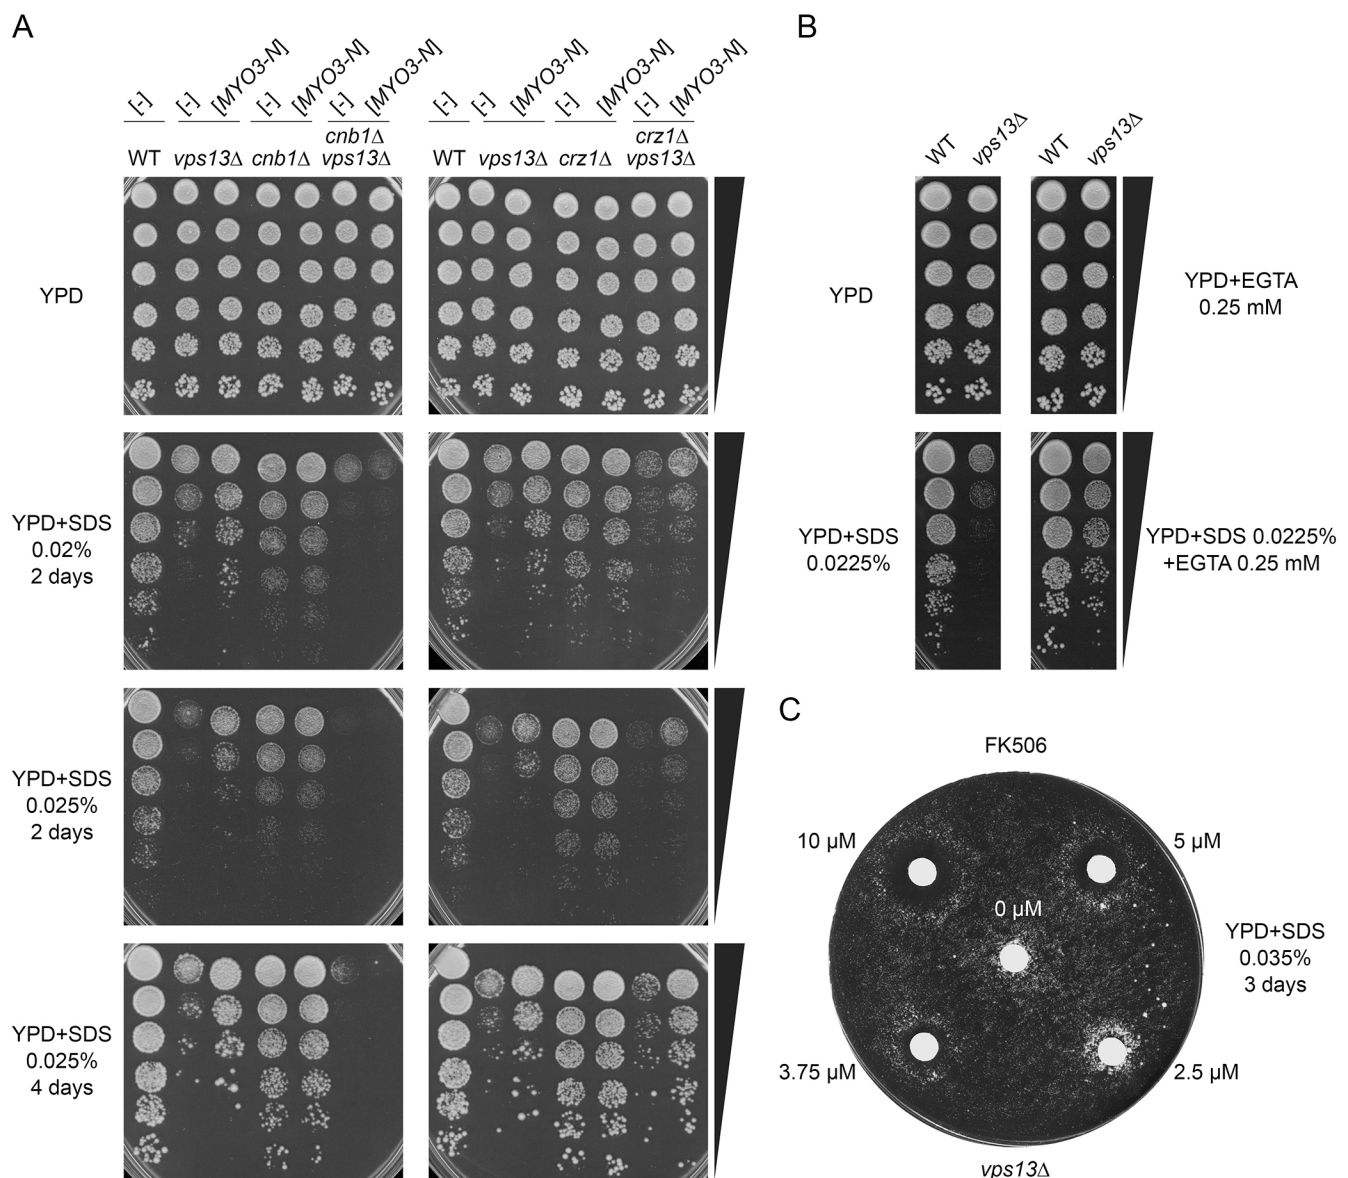 A
[-] [-] [MYO3-N] [-] [MYO3-N] [-] [MYO3-N]
[-] [-] [MYO3-N] [-] [MYO3-N] [-] [MYO3-N]
WT vps13Δ cnb1Δ cnb1Δ
vps13Δ
WT vps13Δ crz1Δ crz1Δ
vps13Δ
YPD
YPD+SDS
0.02%
2 days
YPD+SDS
0.025%
2 days
YPD+SDS
0.025%
4 days
B
WT vps13Δ WT vps13Δ
YPD
YPD+EGTA
0.25 mM
YPD+SDS
0.0225%
YPD+SDS 0.0225%
+EGTA 0.25 mM
C
FK506
10 µM
5 µM
0 µM
3.75 µM
2.5 µM
YPD+SDS
0.035%
3 days
vps13Δ